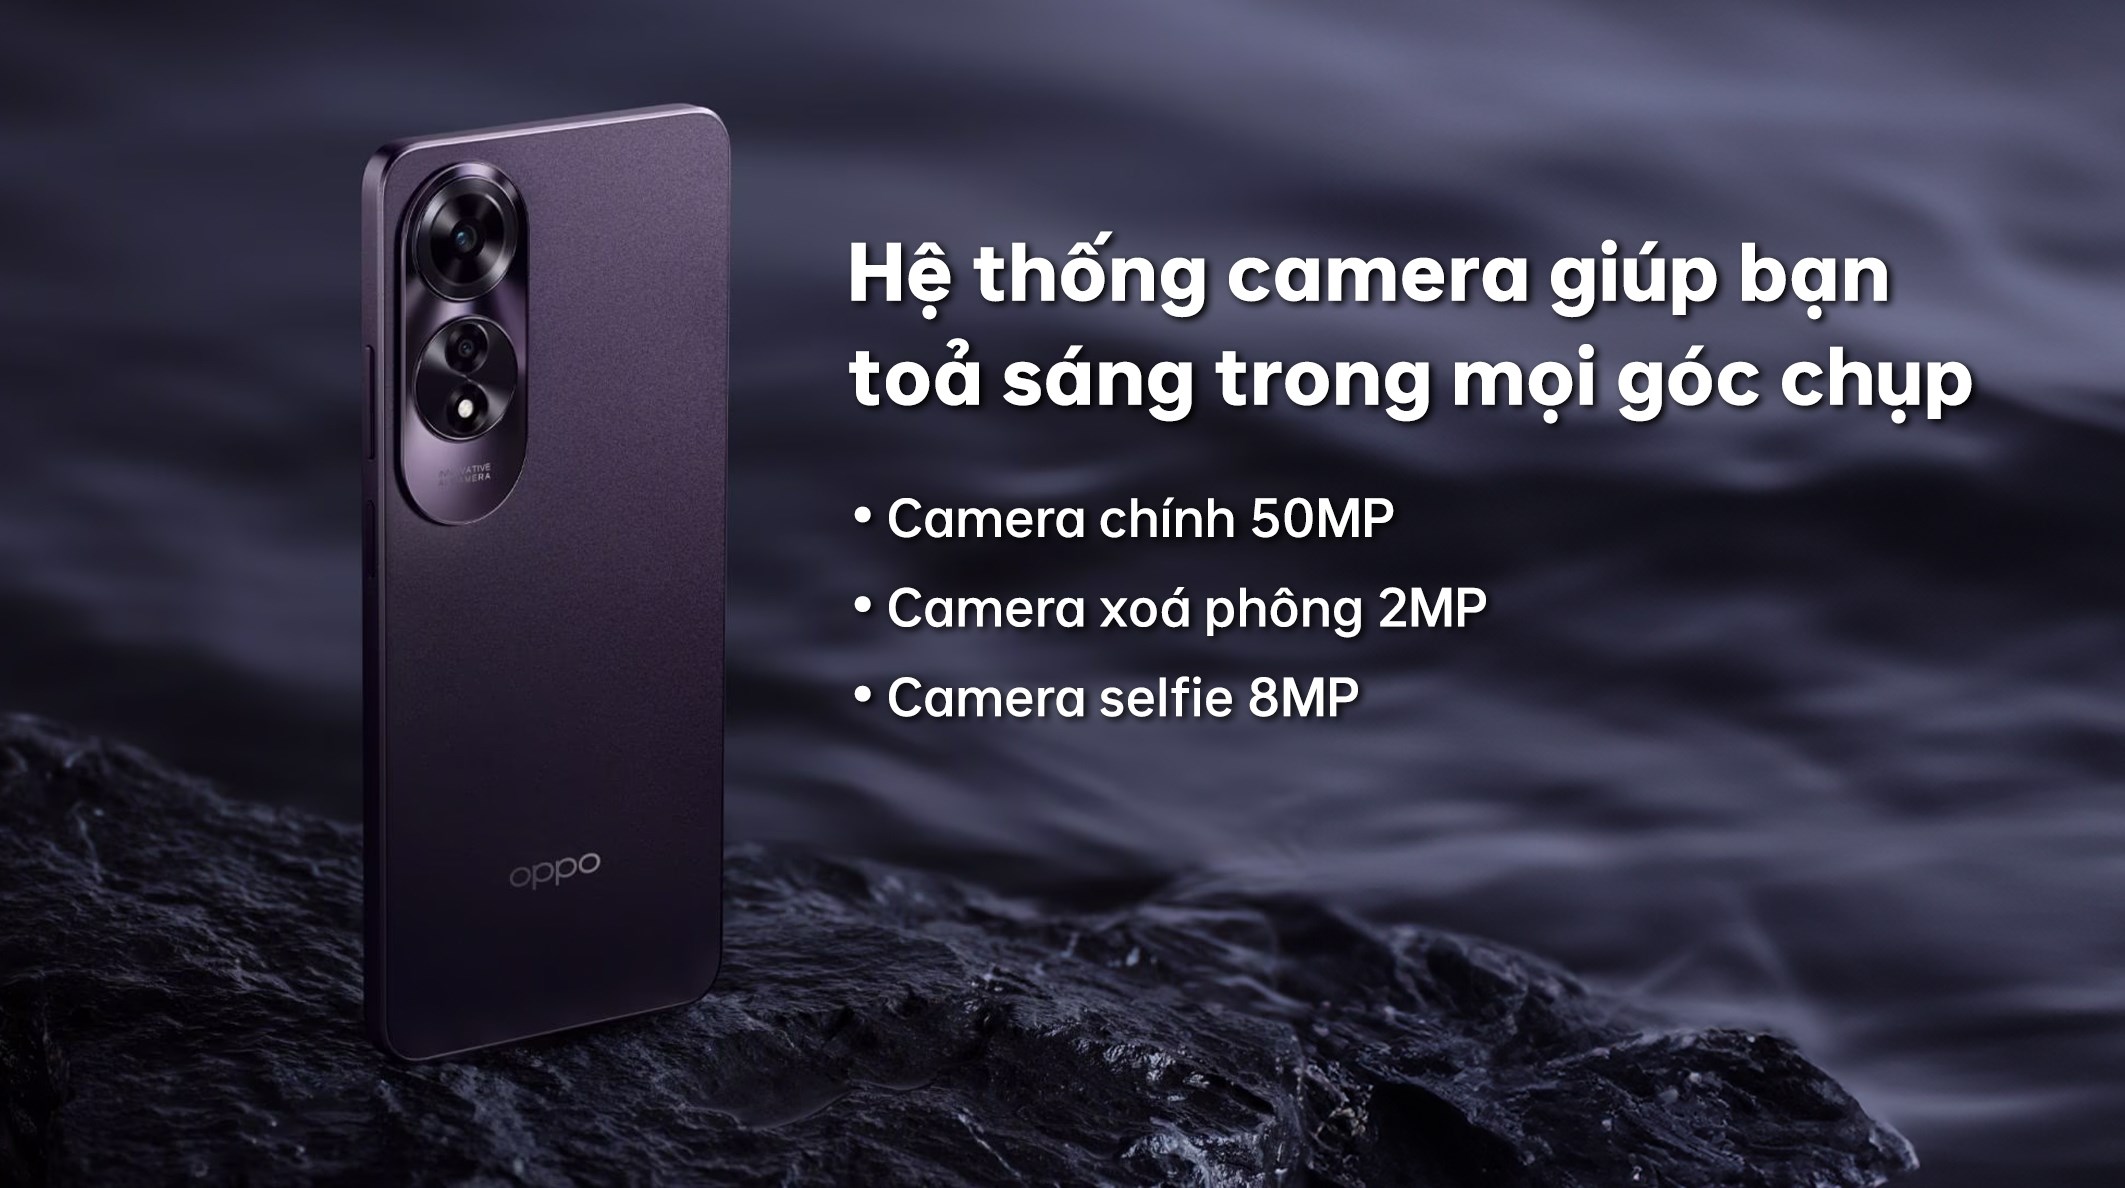 Hệ thống camera giúp bạn
toả sáng trong mọi góc chụp
• Camera chính 50MP
• Camera xoá phông 2MP
• Camera selfie 8MP
oppo